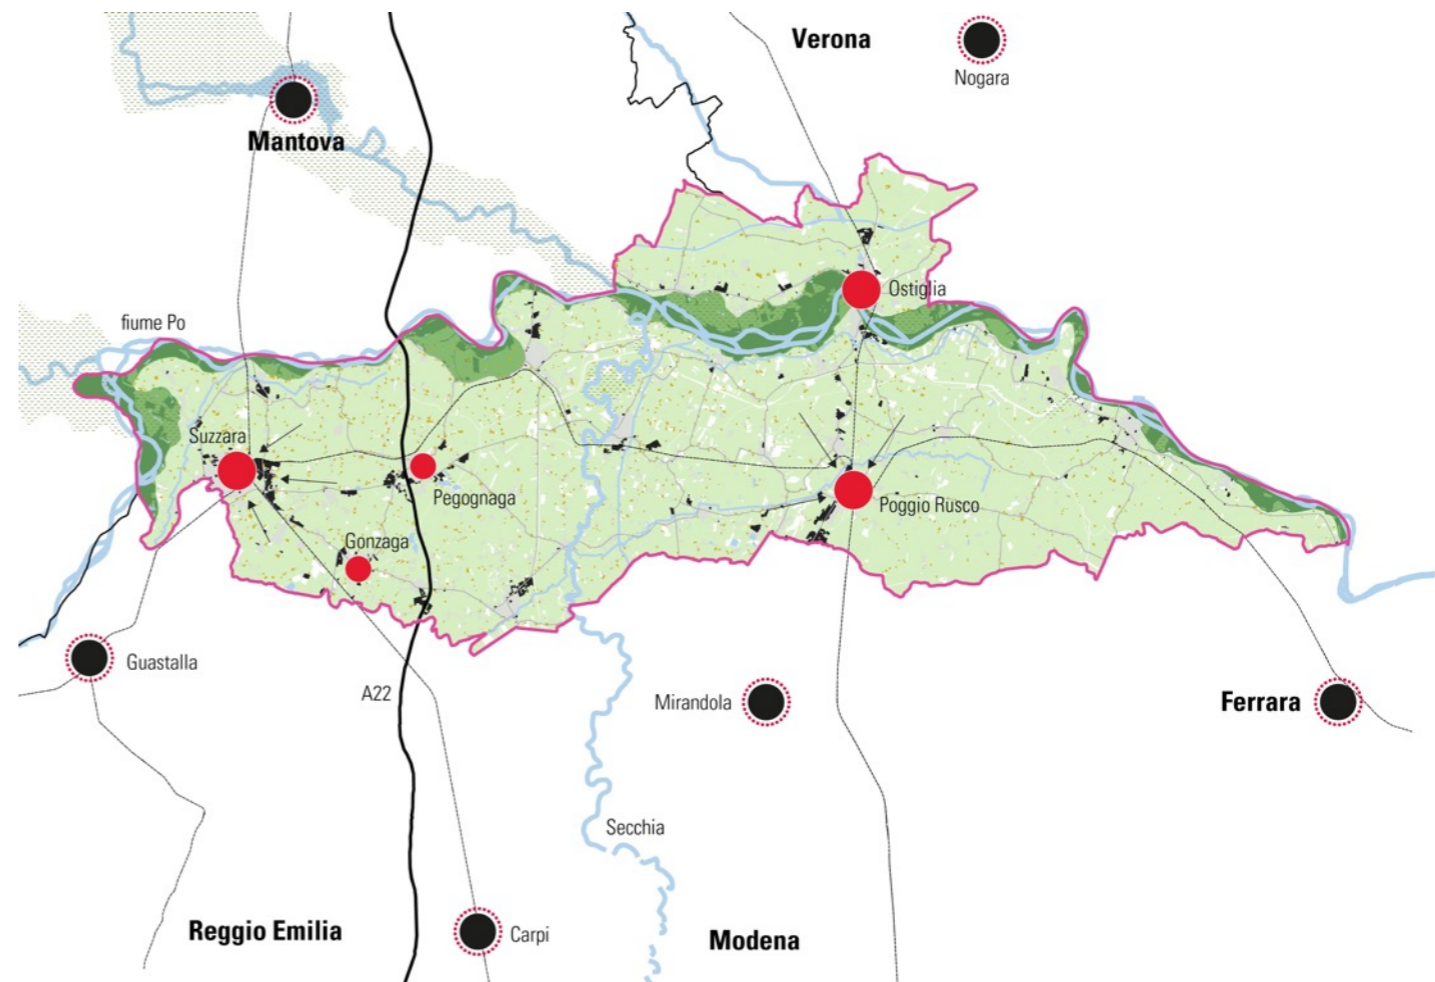 Verona
Nogara
Mantova
Ostiglia
fiume Po
Suzzara
Pegognaga
Poggio Rusco
Gonzaga
Guastalla
A22
Mirandola
Ferrara
Secchia
Reggio Emilia
Carpi
Modena